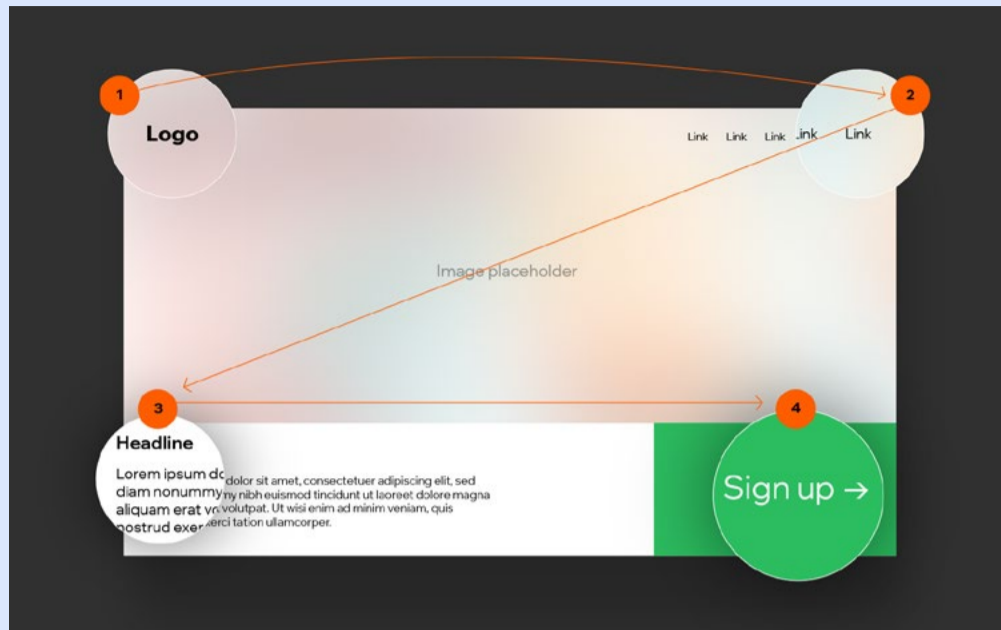 1
2
Logo
Link Link Link Link Link
Image placeholder
3
4
Headline
Lorem ipsum do dolor sit amet, consectetuer adipiscing elit, sed
diam nonummy ny nibh euismod tincidunt ut laoreet dolore magna
aliquam erat volutpat. Ut wisi enim ad minim veniam, quis
nostrud exerci tation ullamcorper.
Sign up →